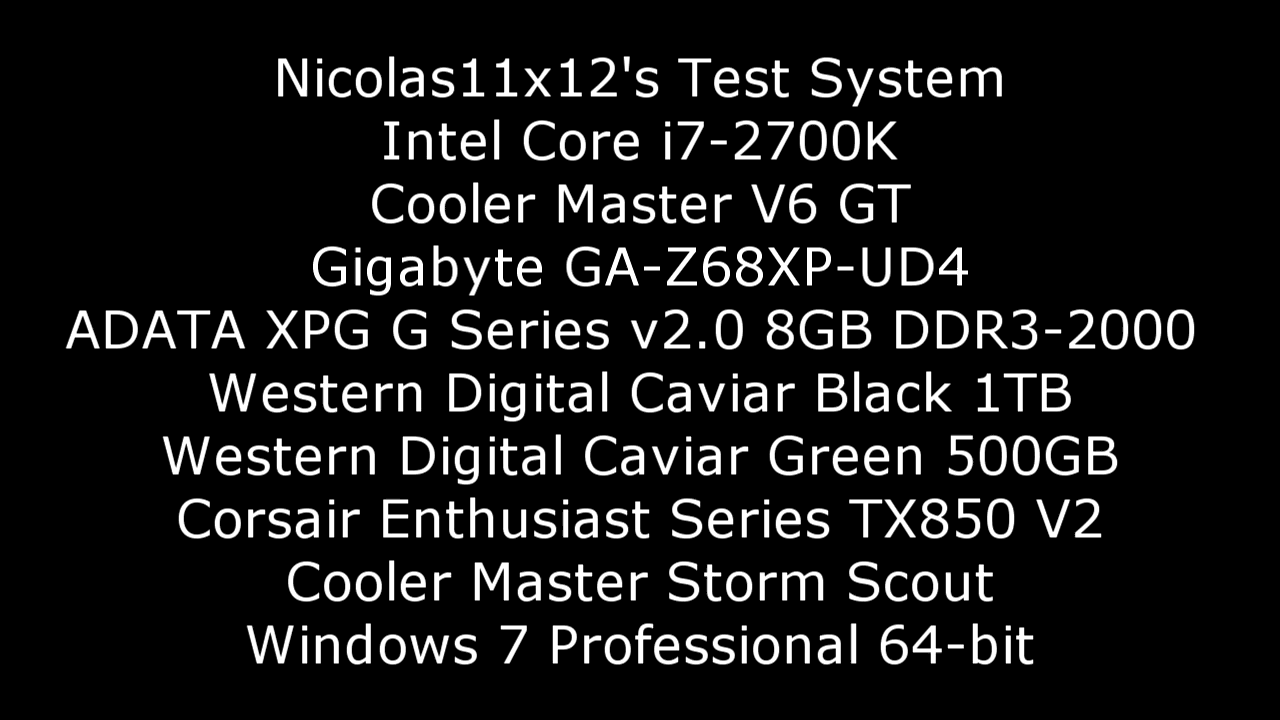 Nicolas11x12's Test System
Intel Core i7-2700K
Cooler Master V6 GT
Gigabyte GA-Z68XP-UD4
ADATA XPG G Series v2.0 8GB DDR3-2000
Western Digital Caviar Black 1TB
Western Digital Caviar Green 500GB
Corsair Enthusiast Series TX850 V2
Cooler Master Storm Scout
Windows 7 Professional 64-bit